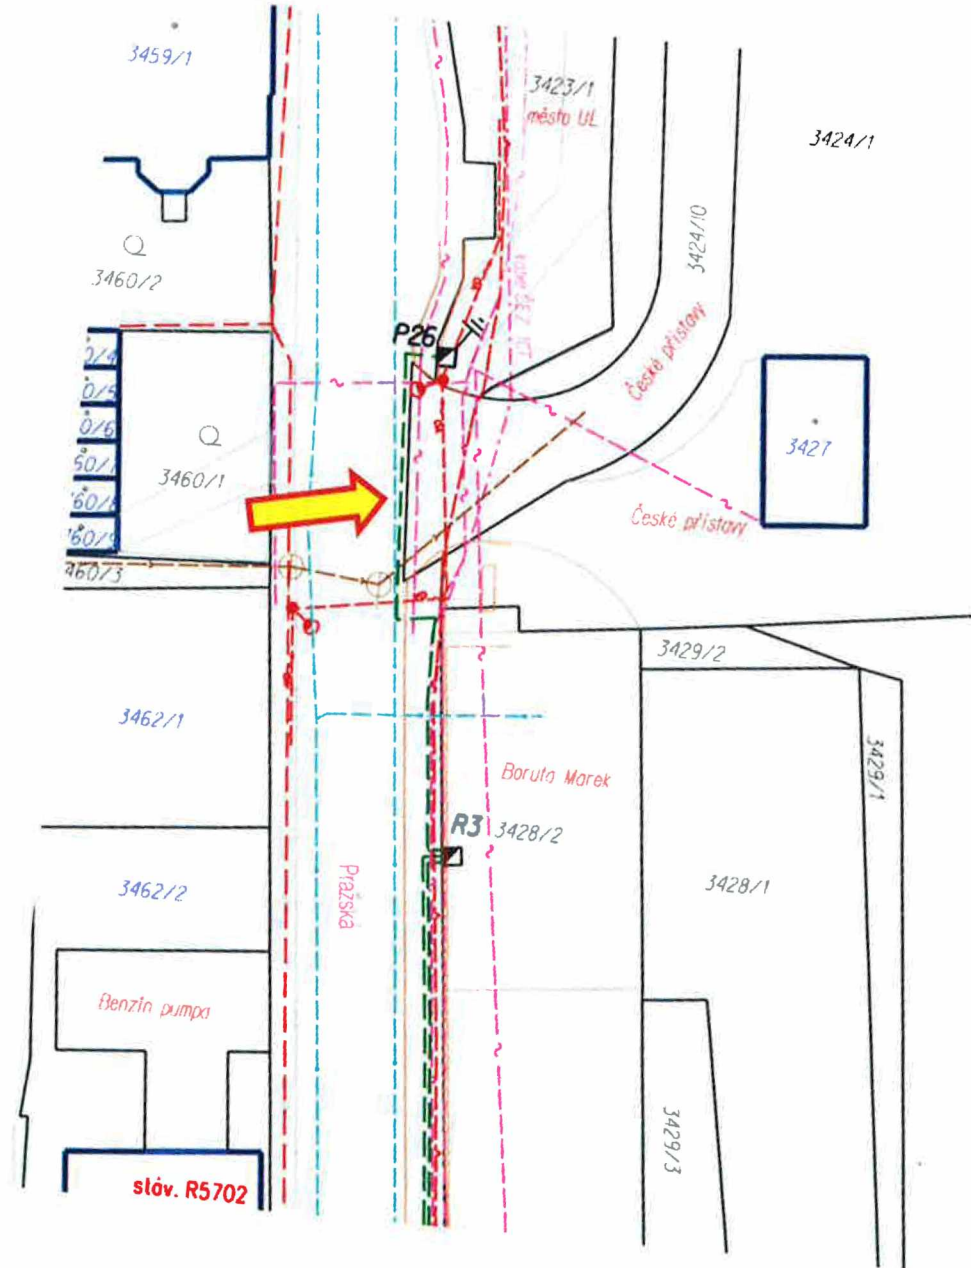 3459/1
3423/1
město UL
3424/1
3424/10
3460/2
P26
České přístavy
3460/1
3427
České přístavy
460/3
3429/2
3462/1
3429/1
Boruta Marek
R3
3428/2
3462/2
Pražská
3428/1
Benzín pumpa
3429/3
stáv. R5702